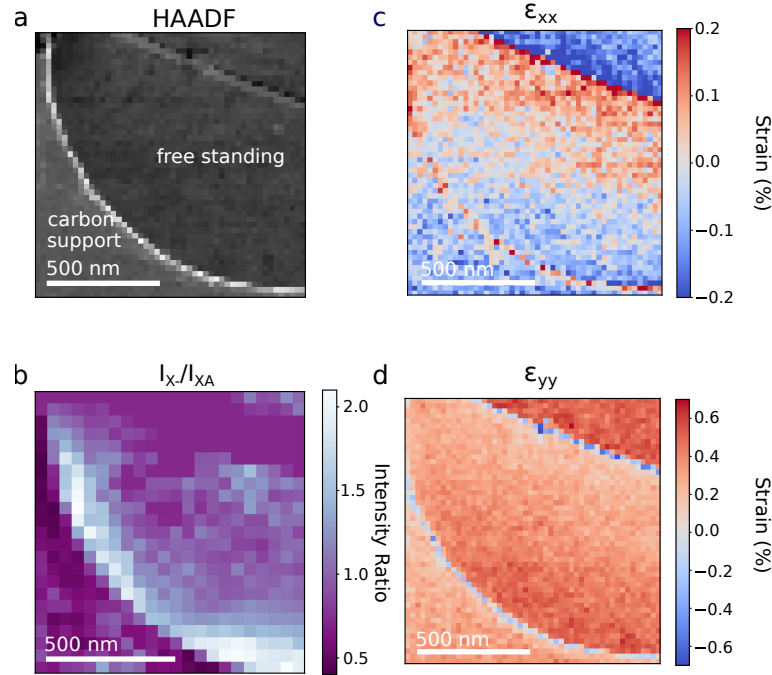 a HAADF
free standing
carbon
support
500 nm
c εxx
500 nm
0.2
0.1
0.0
−0.1
−0.2
Strain (%)
b IX-/IXA
500 nm
2.0
1.5
1.0
0.5
Intensity Ratio
d εyy
500 nm
0.6
0.4
0.2
0.0
−0.2
−0.4
−0.6
Strain (%)